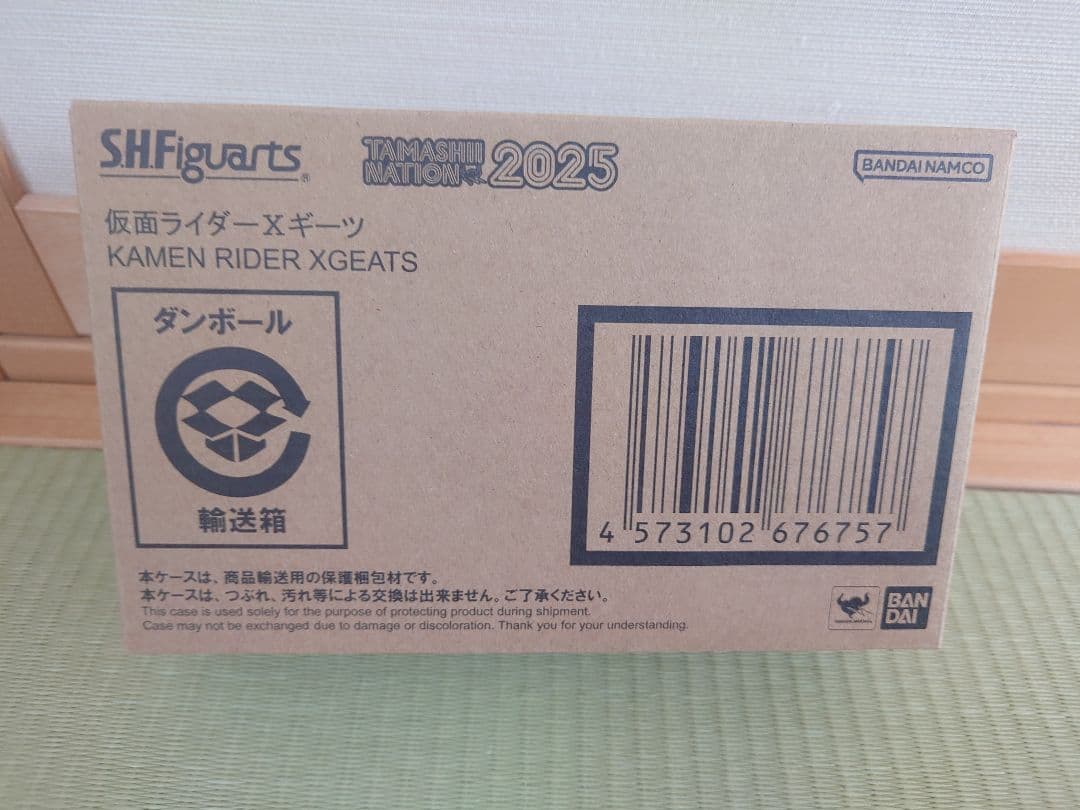 S.H.Figuarts®
TAMASHII NATION 2025
BANDAI NAMCO
仮面ライダーXギーツ
KAMEN RIDER XGEATS
ダンボール
輸送箱
4 573102 676757
本ケースは、商品輸送用の保護梱包材です。
本ケースは、つぶれ、汚れ等による交換は出来ません。ご了承ください。
This case is used solely for the purpose of protecting product during shipment.
Case may not be exchanged due to damage or discoloration. Thank you for your understanding.
BAN
DAI